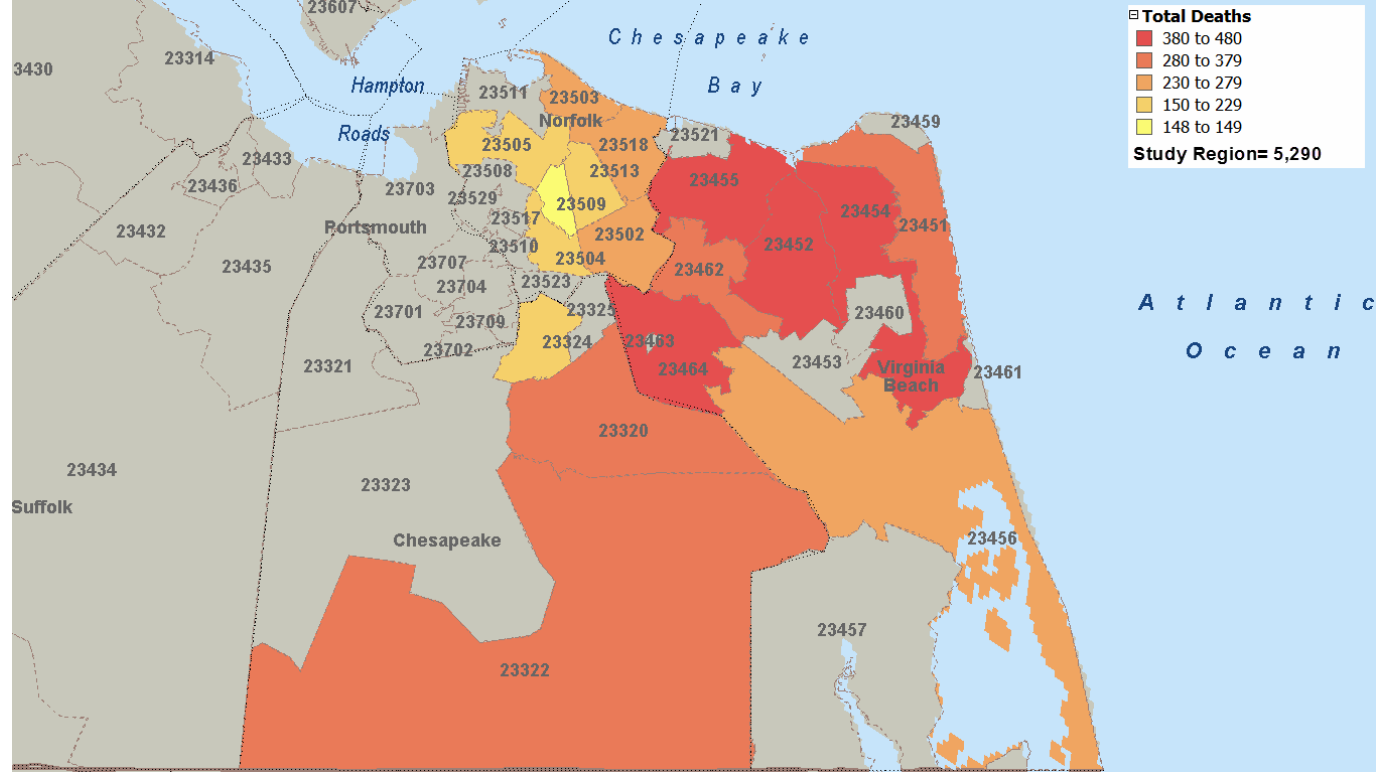 23607
Chesapeake
Bay
23314
3430
Hampton
Roads
23511
23503
Norfolk
23521
23459
23505
23518
23433
23508
23513
23455
23436
23703
23529
23509
23454
23451
23517
Portsmouth
23432
23510
23502
23452
23504
23435
23707
23462
23704
23523
23701
23325
23460
23709
23324
23463
23702
23464
23453
23321
Virginia
Beach
23461
23320
23434
23323
Suffolk
Chesapeake
23456
23457
23322
Atlantic
Ocean
Total Deaths
380 to 480
280 to 379
230 to 279
150 to 229
148 to 149
Study Region= 5,290